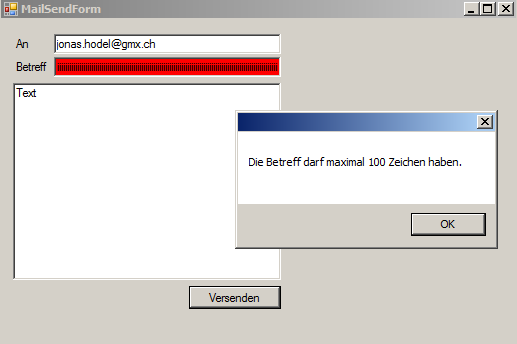 MailSendForm
An jonas.hodel@gmx.ch
Betreff
Text
Die Betreff darf maximal 100 Zeichen haben.
OK
Versenden